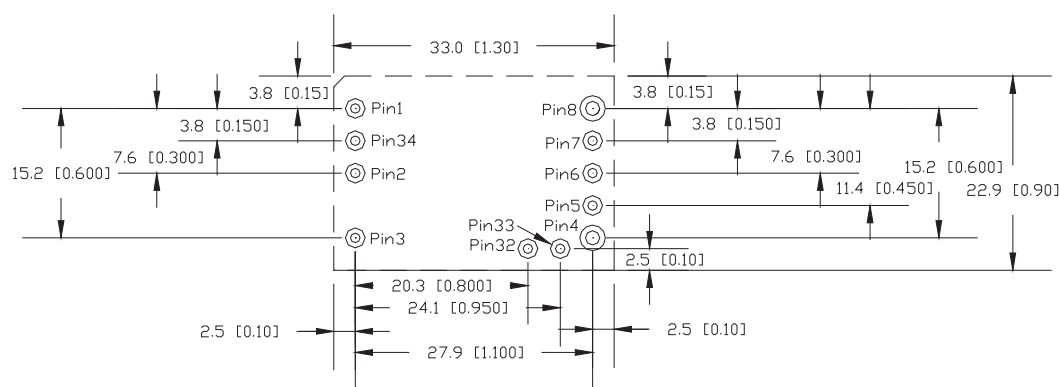 33.0 [1.30]
3.8 [0.15]
3.8 [0.15]
Pin1
Pin8
3.8 [0.150]
3.8 [0.150]
Pin34
Pin7
7.6 [0.300]
7.6 [0.300]
15.2 [0.600]
Pin2
Pin6
15.2 [0.600]
11.4 [0.450]
22.9 [0.90]
Pin5
Pin33
Pin4
Pin3
Pin32
2.5 [0.10]
20.3 [0.800]
24.1 [0.950]
2.5 [0.10]
2.5 [0.10]
27.9 [1.100]